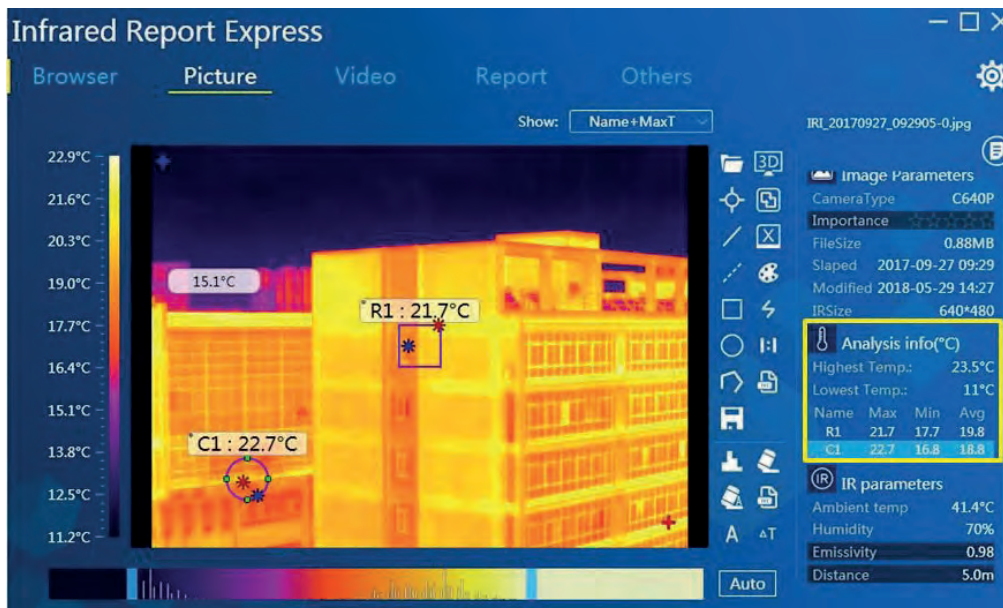 Infrared Report Express
Browser Picture Video Report Others
Show: Name+MaxT
IRI_20170927_092905-0.jpg
22.9°C
21.6°C
20.3°C
19.0°C
17.7°C
16.4°C
15.1°C
13.8°C
12.5°C
11.2°C
15.1°C
R1 : 21.7°C
C1 : 22.7°C
3D
1:1
A ΔT
Auto
Image Parameters
CameraType C640P
Importance
FileSize 0.88MB
Slaped 2017-09-27 09:29
Modified 2018-05-29 14:27
IRSize 640*480
Analysis info(°C)
Highest Temp.: 23.5°C
Lowest Temp.: 11°C
Name Max Min Avg
R1 21.7 17.7 19.8
C1 22.7 16.8 18.8
IR IR parameters
Ambient temp 41.4°C
Humidity 70%
Emissivity 0.98
Distance 5.0m